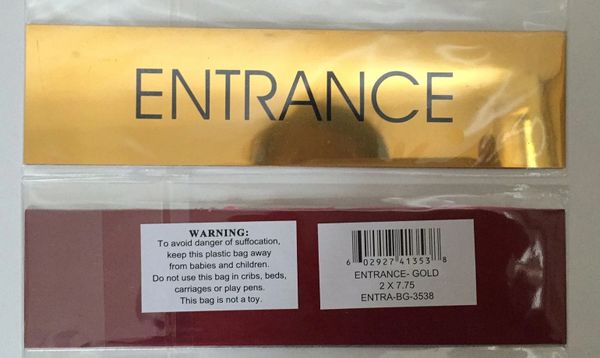 ENTRANCE
WARNING:
To avoid danger of suffocation,
keep this plastic bag away
from babies and children.
Do not use this bag in cribs, beds,
carriages or play pens.
This bag is not a toy.
6 02927 41353 8
ENTRANCE- GOLD
2 X 7.75
ENTRA-BG-3538